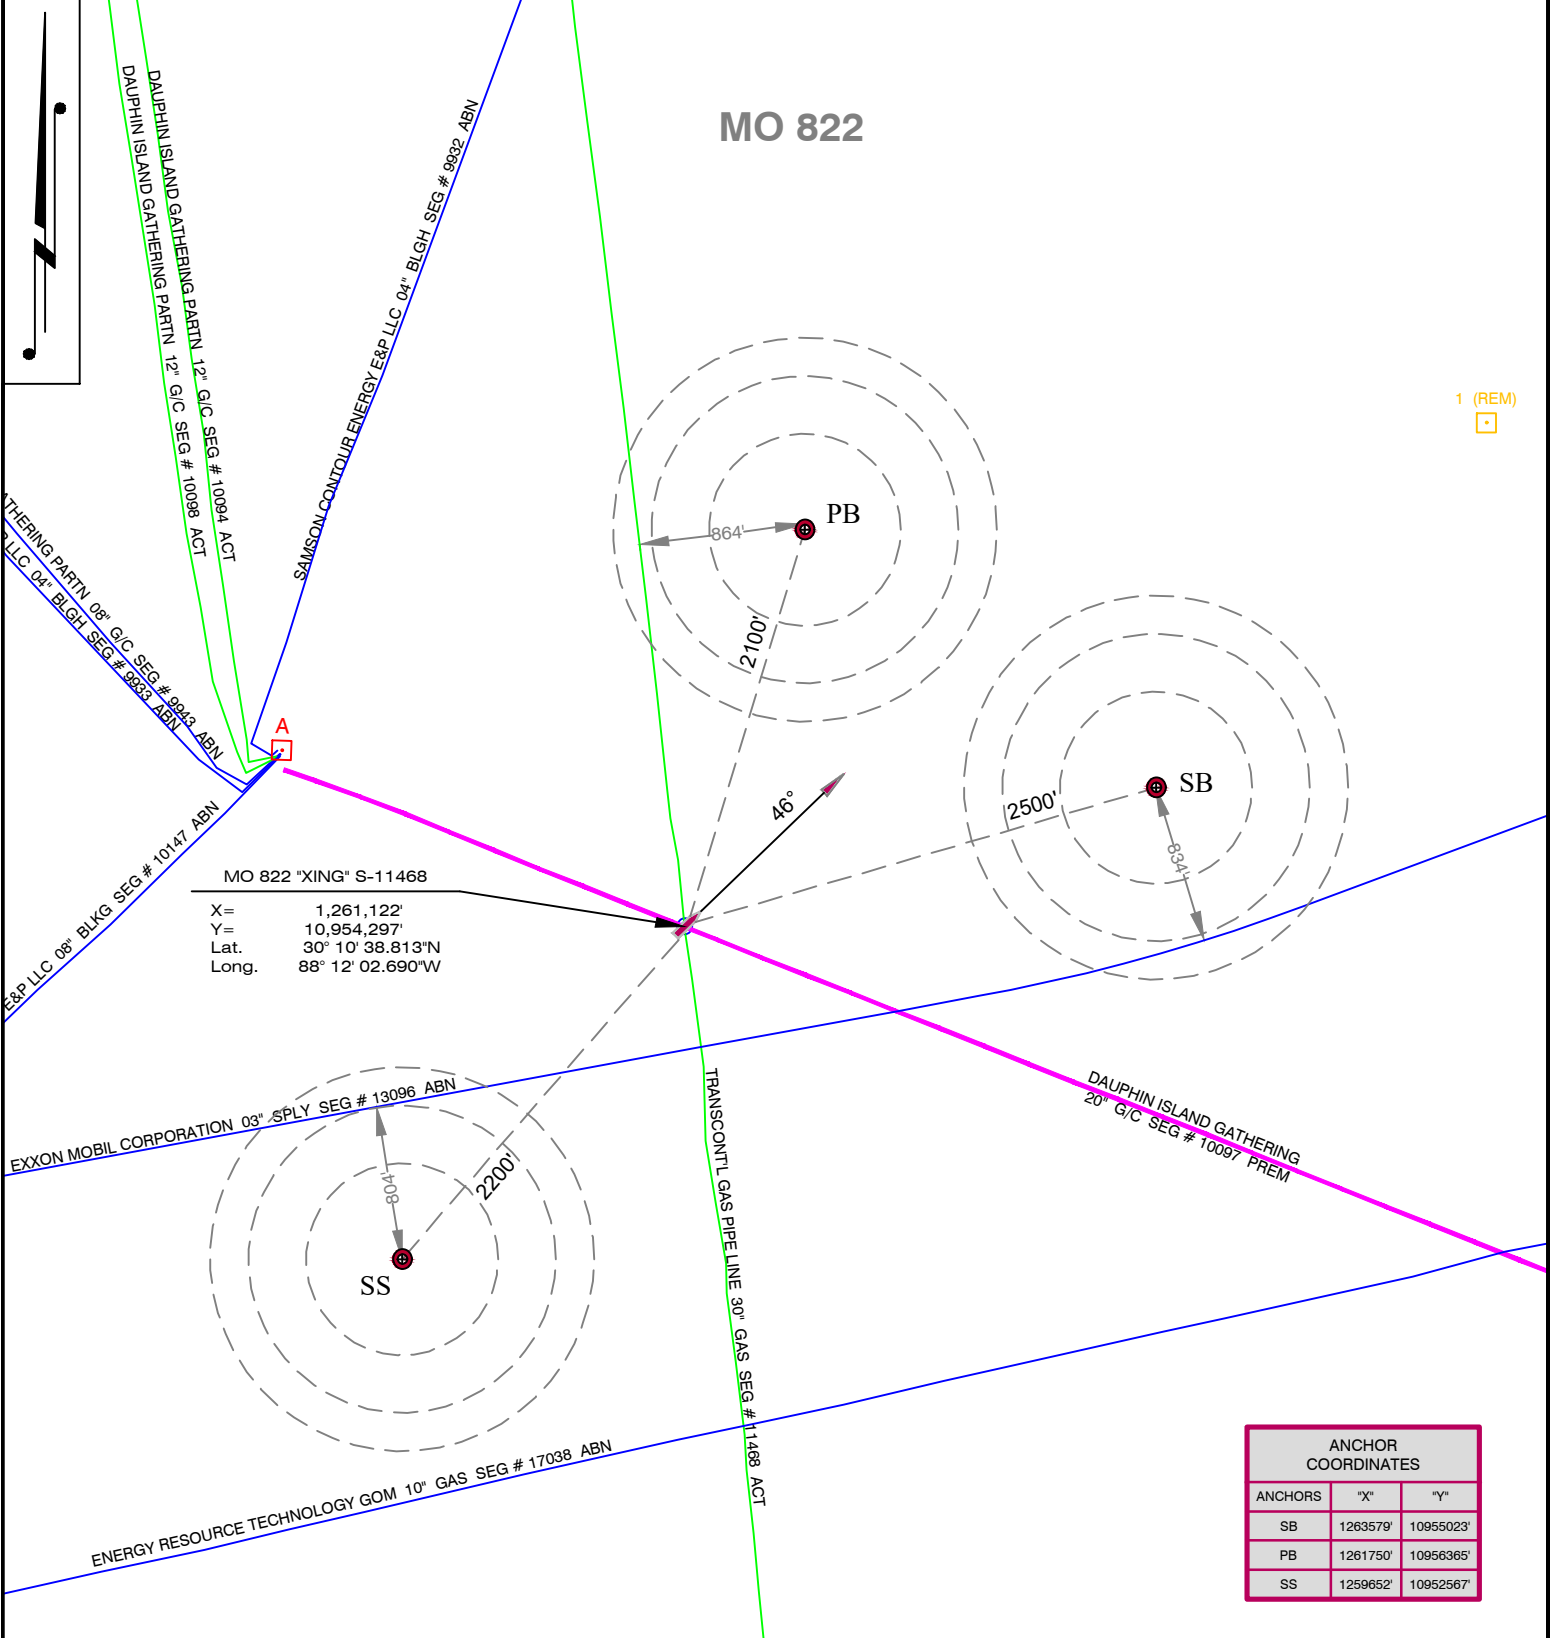 MO 822
DAUPHIN ISLAND GATHERING PARTN 12" G/C SEG # 10098 ACT
DAUPHIN ISLAND GATHERING PARTN 12" G/C SEG # 10094 ACT
SAMSON CONTOUR ENERGY E&P LLC 04" BLGH SEG # 9932 ABN
1 (REM)
ATHERING PARTN 08" G/C SEG # 9943 ABN
P LLC 04" BLGH SEG # 9933 ABN
PB
864'
2100'
A
SB
2500'
834'
46°
E&P LLC 08" BLKG SEG # 10147 ABN
MO 822 "XING" S-11468
X= 1,261,122'
Y= 10,954,297'
Lat. 30° 10' 38.813"N
Long. 88° 12' 02.690"W
EXXON MOBIL CORPORATION 03" SPLY SEG # 13096 ABN
804'
2200'
SS
TRANSCONT'L GAS PIPE LINE 30" GAS SEG # 11468 ACT
DAUPHIN ISLAND GATHERING
20" G/C SEG # 10097 PREM
ENERGY RESOURCE TECHNOLOGY GOM 10" GAS SEG # 17038 ABN
ANCHOR
COORDINATES
ANCHORS "X" "Y"
SB 1263579' 10955023'
PB 1261750' 10956365'
SS 1259652' 10952567'